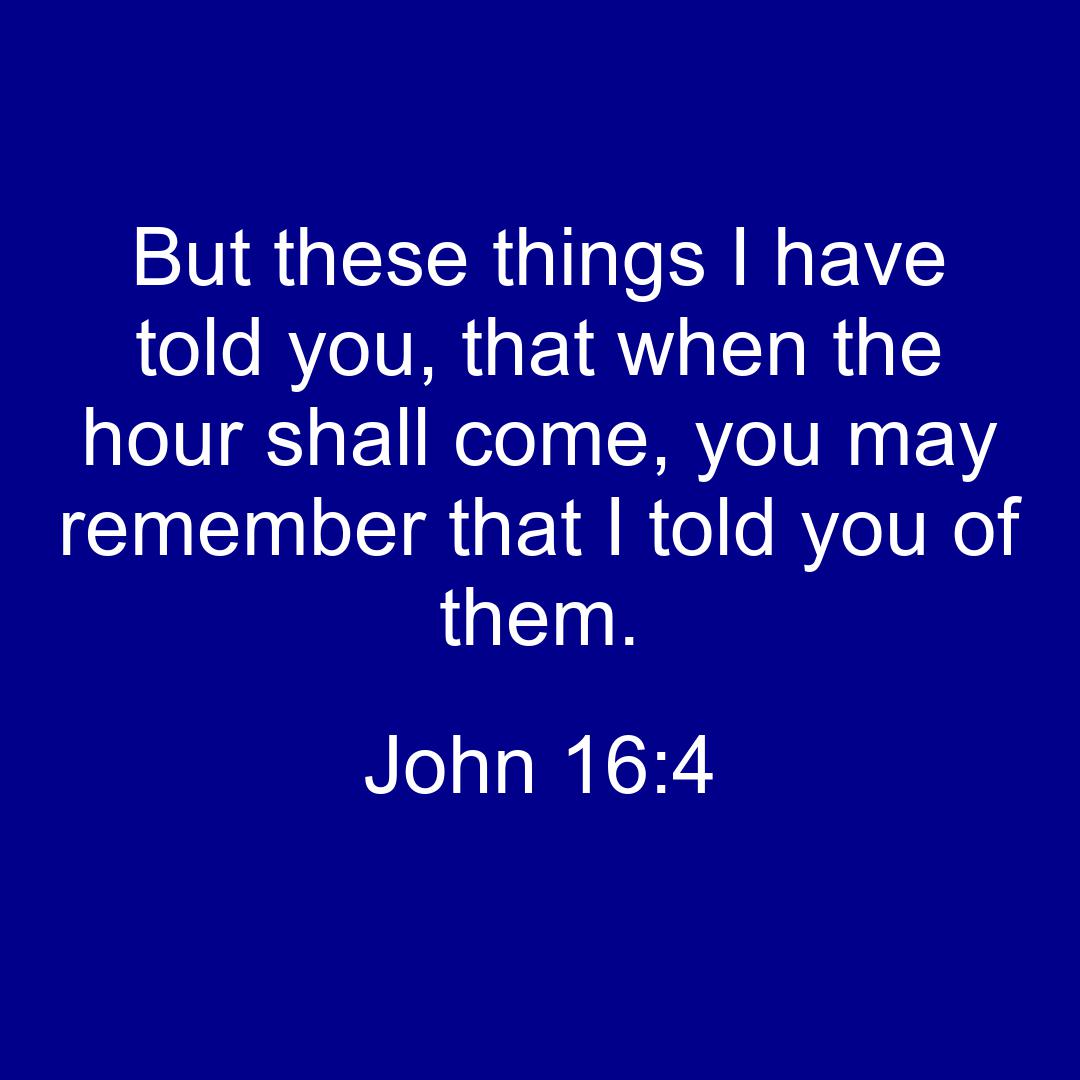 But these things I have
told you, that when the
hour shall come, you may
remember that I told you of
them.
John 16:4